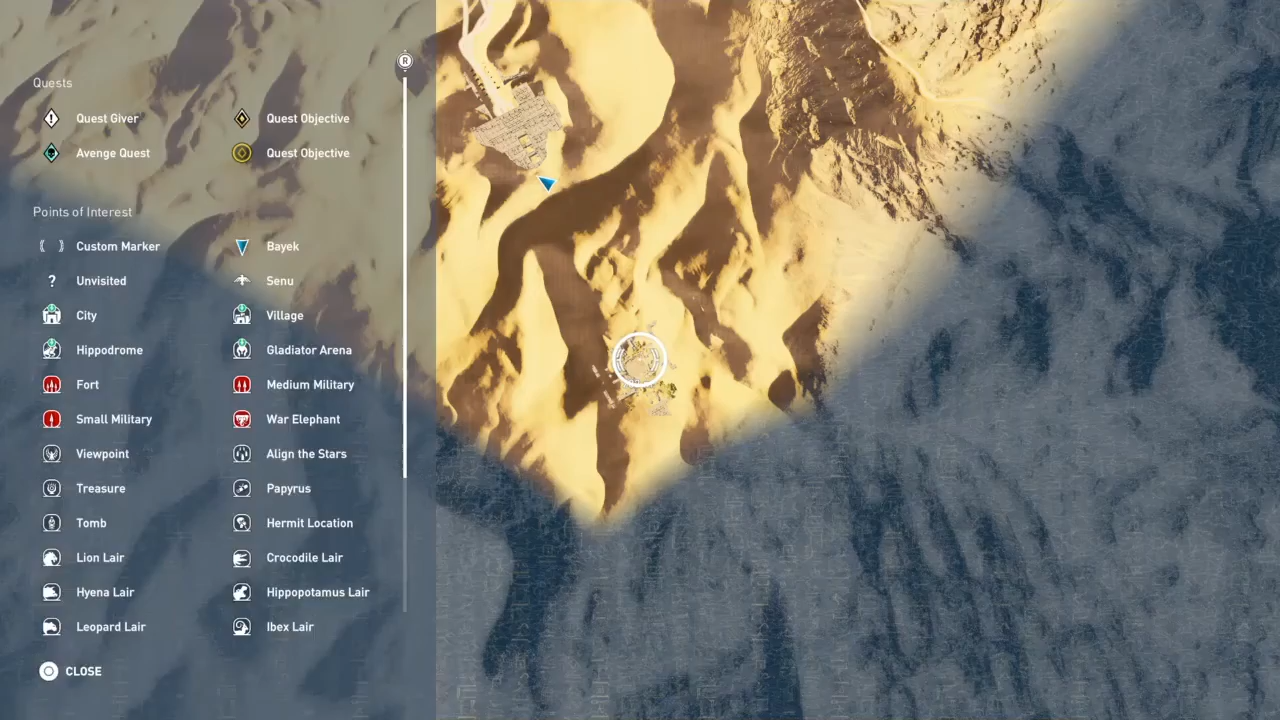 R
Quests
Quest Giver
Quest Objective
Avenge Quest
Quest Objective
Points of Interest
Custom Marker
Bayek
? Unvisited
Senu
City
Village
Hippodrome
Gladiator Arena
Fort
Medium Military
Small Military
War Elephant
Viewpoint
Align the Stars
Treasure
Papyrus
Tomb
Hermit Location
Lion Lair
Crocodile Lair
Hyena Lair
Hippopotamus Lair
Leopard Lair
Ibex Lair
CLOSE